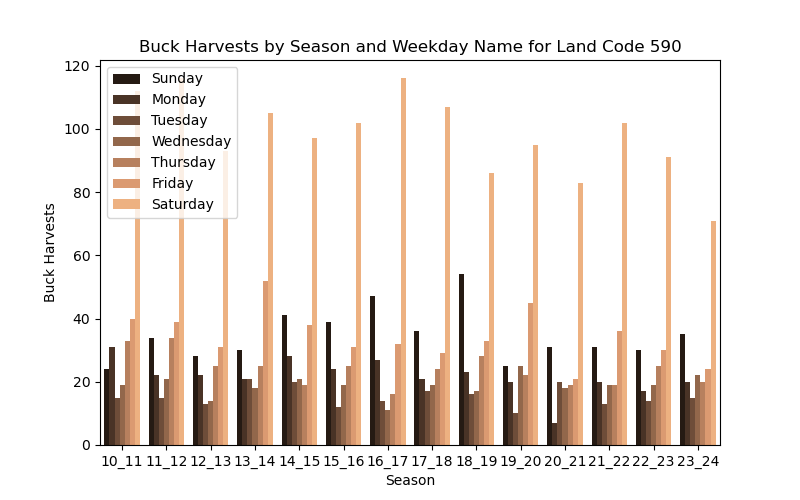 Buck Harvests by Season and Weekday Name for Land Code 590
120
100
80
60
40
20
0
Buck Harvests
Sunday
Monday
Tuesday
Wednesday
Thursday
Friday
Saturday
10_11 11_12 12_13 13_14 14_15 15_16 16_17 17_18 18_19 19_20 20_21 21_22 22_23 23_24
Season